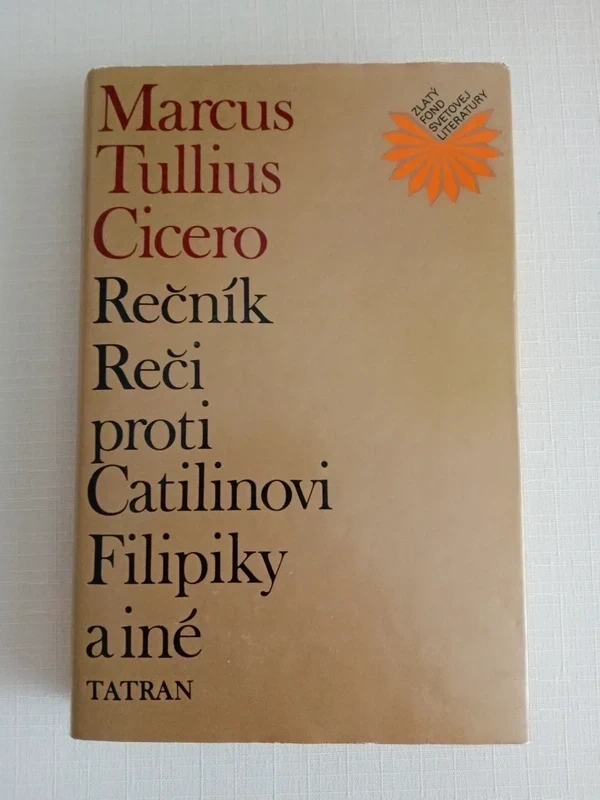 Marcus
Tullius
Cicero
Rečník
Reči
proti
Catilinovi
Filipiky
a iné
TATRAN
ZLATÝ
FOND
SVETOVEJ
LITERATÚRY